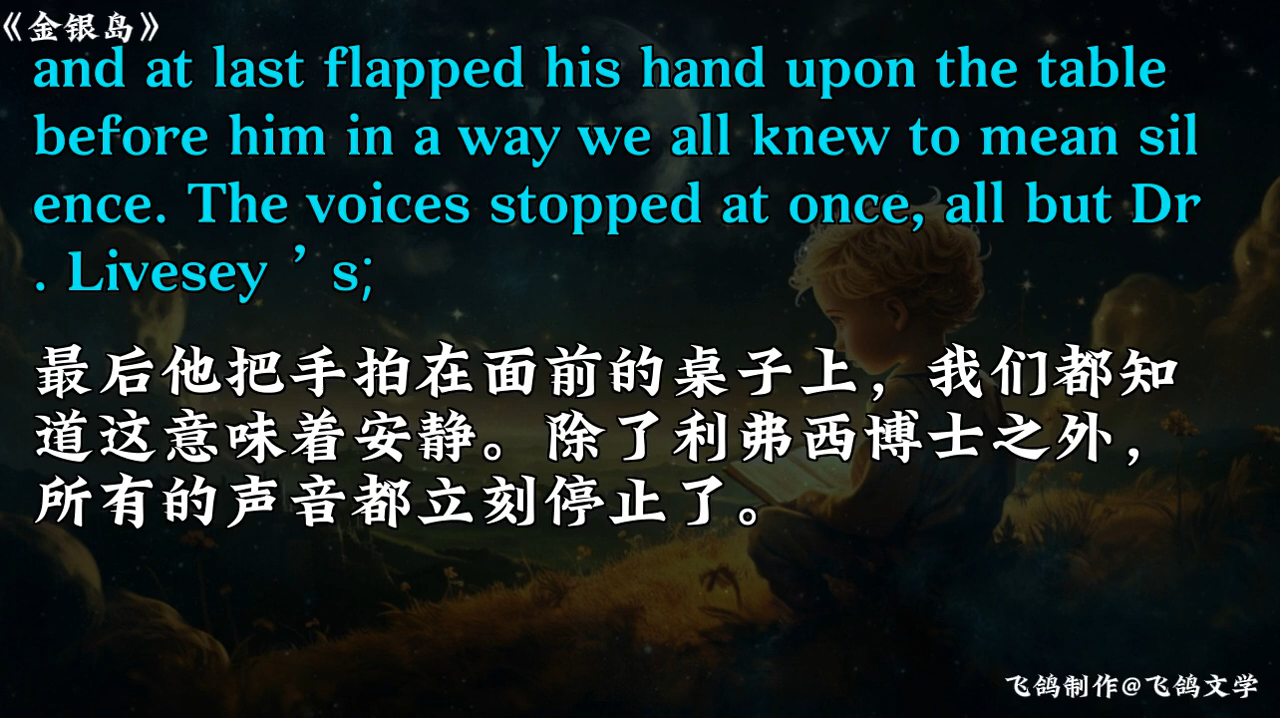 《金银岛》
and at last flapped his hand upon the table
before him in a way we all knew to mean sil
ence. The voices stopped at once, all but Dr
. Livesey ’ s;
最后他把手拍在面前的桌子上，我们都知
道这意味着安静。除了利弗西博士之外，
所有的声音都立刻停止了。
飞鸽制作@飞鸽文学